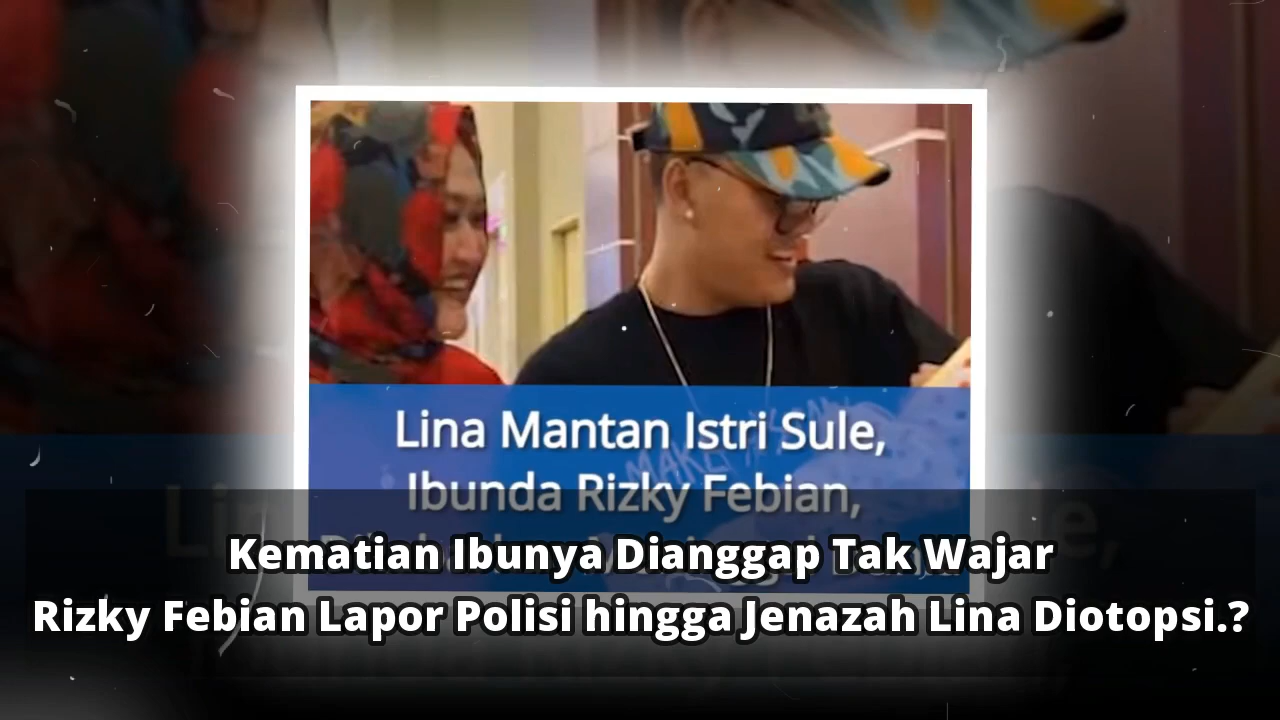 Lina Mantan Istri Sule,
Ibunda Rizky Febian,
Kematian Ibunya Dianggap Tak Wajar
Rizky Febian Lapor Polisi hingga Jenazah Lina Diotopsi.?